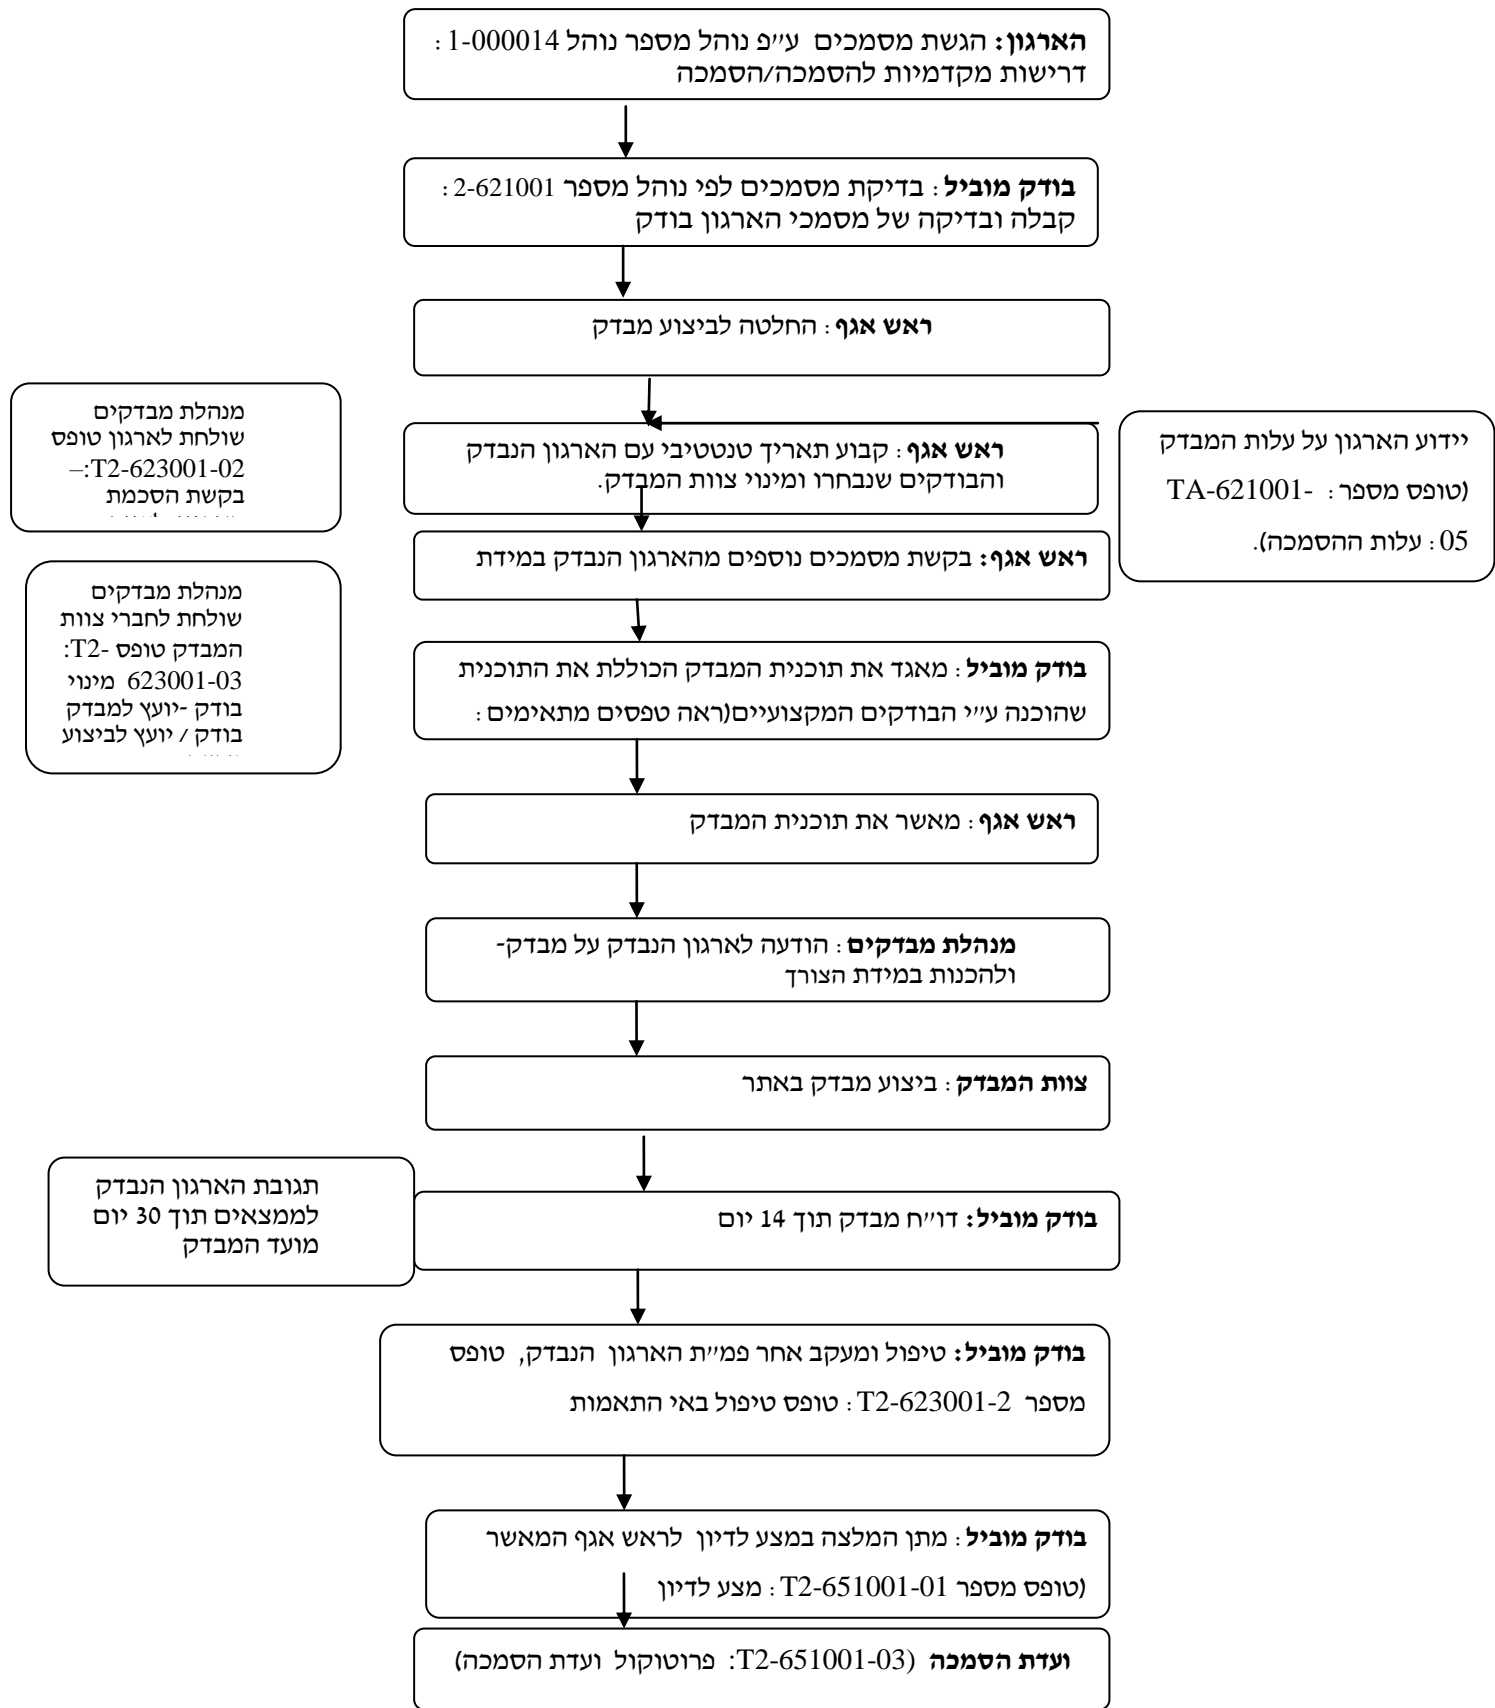 הארגון: הגשת מסמכים ע״פ נוהל מספר נוהל 1-000014:
דרישות מקדמיות להסמכה/הסמכה
בודק מוביל: בדיקת מסמכים לפי נוהל מספר 2-621001:
קבלה ובדיקה של מסמכי הארגון בודק
ראש אגף: החלטה לביצוע מבדק
מנהלת מבדקים
שולחת לארגון טופס
T2-623001-02:–
בקשת הסכמת
יידוע הארגון על עלות המבדק
(טופס מספר: TA-621001-
05: עלות ההסמכה).
ראש אגף: קבוע תאריך טנטטיבי עם הארגון הנבדק
והבודקים שנבחרו ומינוי צוות המבדק.
ראש אגף: בקשת מסמכים נוספים מהארגון הנבדק במידת
מנהלת מבדקים
שולחת לחברי צוות
המבדק טופס T2-:
623001-03 מינוי
בודק -יועץ למבדק
בודק / יועץ לביצוע
בודק מוביל: מאגד את תוכנית המבדק הכוללת את התוכנית
שהוכנה ע״י הבודקים המקצועיים(ראה טפסים מתאימים:
ראש אגף: מאשר את תוכנית המבדק
מנהלת מבדקים: הודעה לארגון הנבדק על מבדק-
ולהכנות במידת הצורך
צוות המבדק: ביצוע מבדק באתר
תגובת הארגון הנבדק
לממצאים תוך 30 יום
מועד המבדק
בודק מוביל: דו״ח מבדק תוך 14 יום
בודק מוביל: טיפול ומעקב אחר פמ״ת הארגון הנבדק, טופס
מספר T2-623001-2: טופס טיפול באי התאמות
בודק מוביל: מתן המלצה במצע לדיון לראש אגף המאשר
(טופס מספר T2-651001-01: מצע לדיון
ועדת הסמכה (T2-651001-03: פרוטוקול ועדת הסמכה)